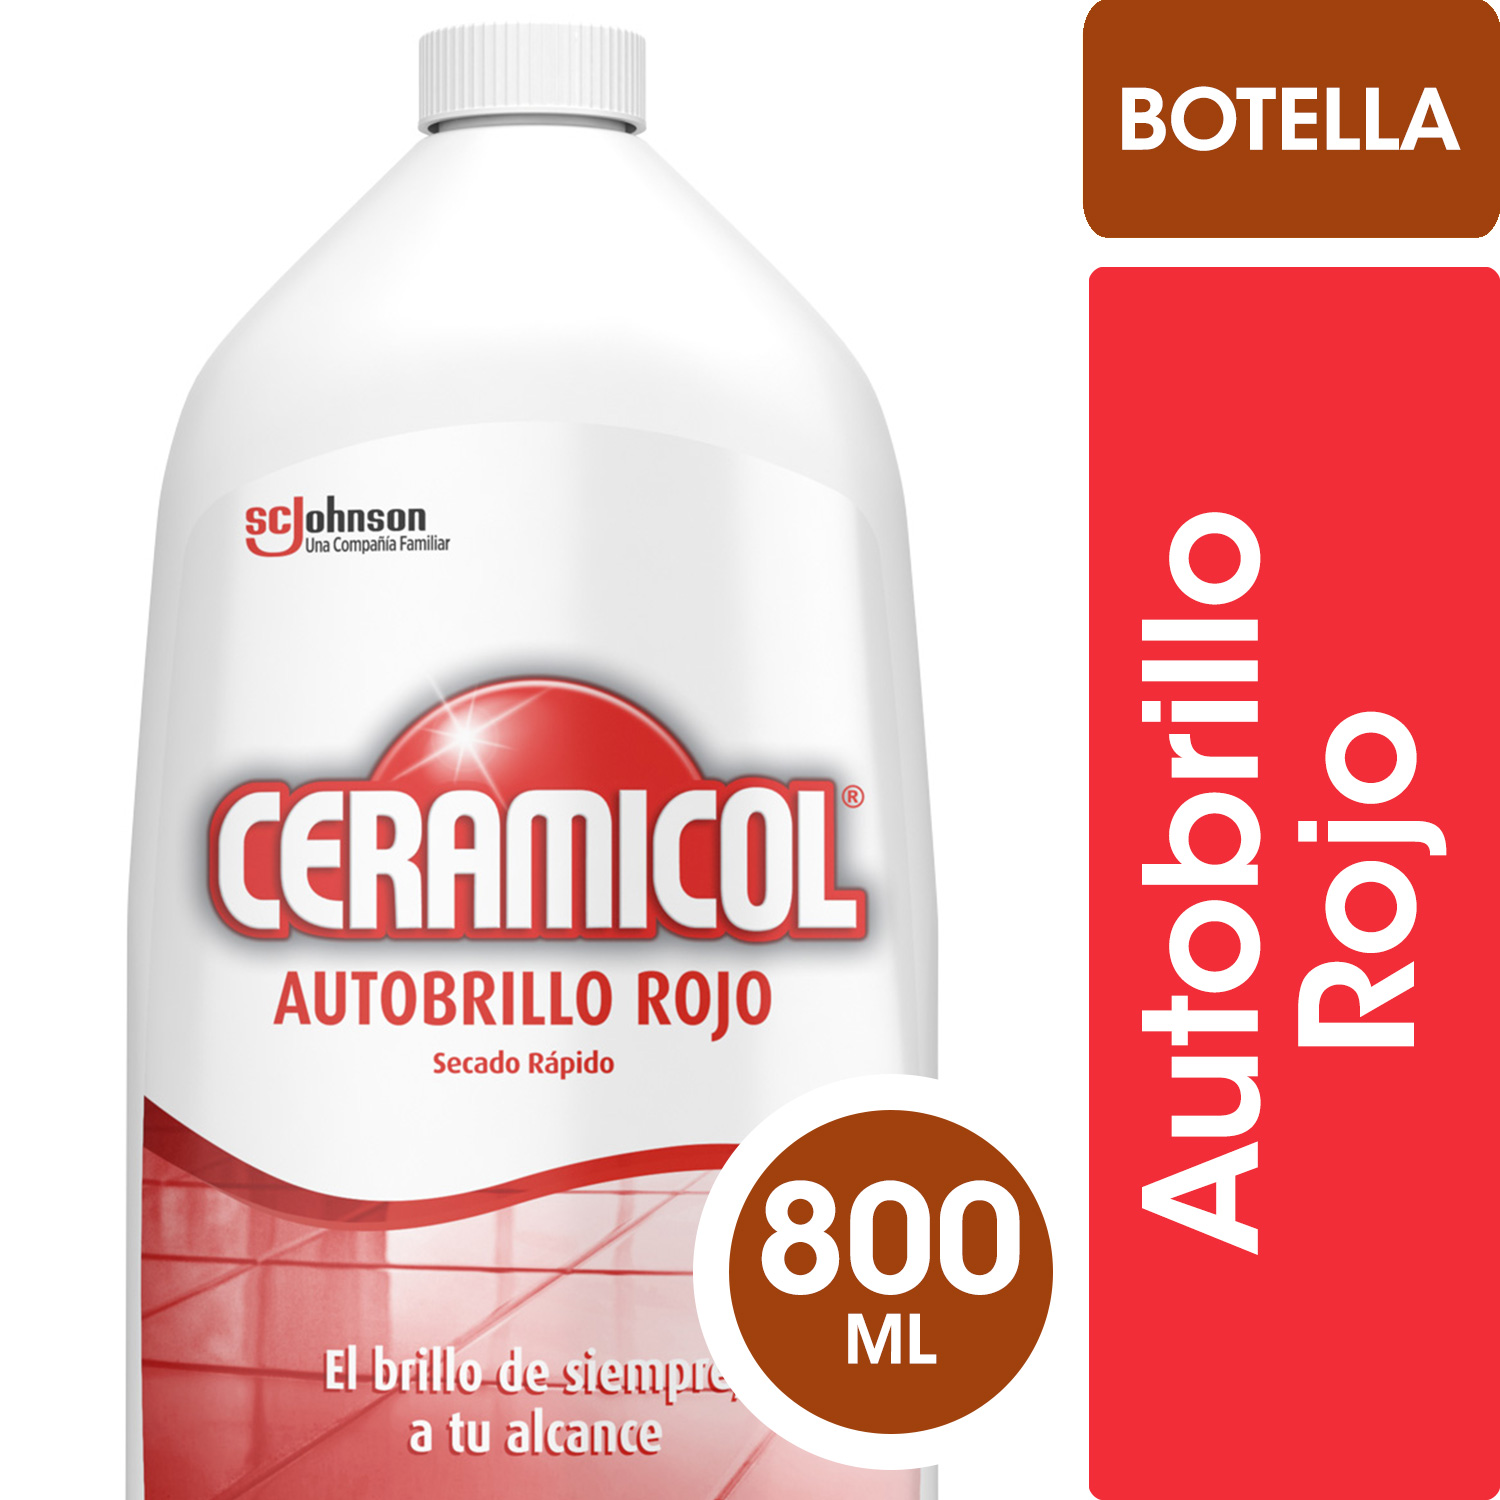 BOTELLA
SCJohnson
Una Compañía Familiar
CERAMICOL®
AUTOBRILLO ROJO
Secado Rápido
El brillo de siempre,
a tu alcance
800
ML
Autobrillo
Rojo